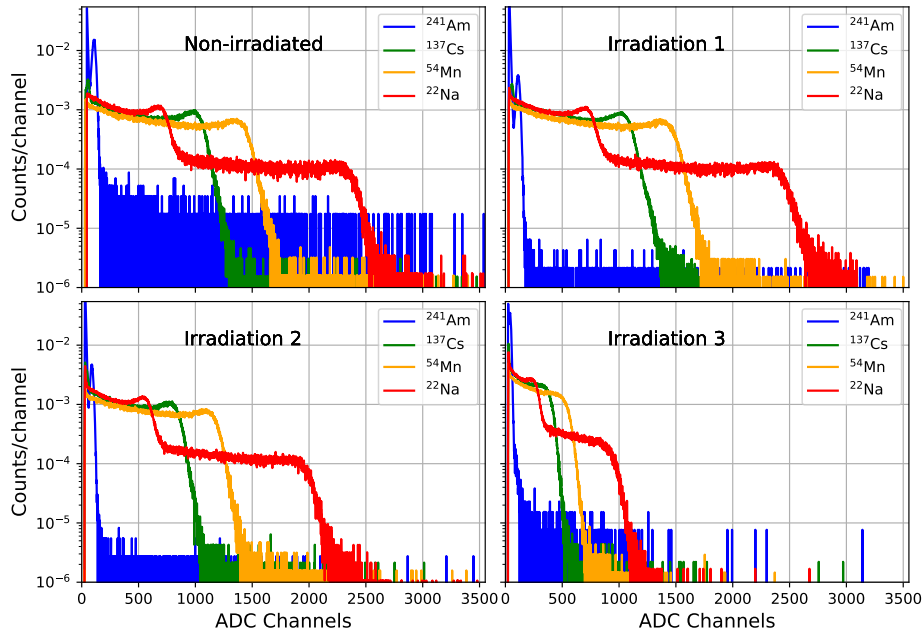 Non-irradiated
²⁴¹Am
¹³⁷Cs
⁵⁴Mn
²²Na
Counts/channel
10⁻²
10⁻³
10⁻⁴
10⁻⁵
10⁻⁶
Irradiation 1
²⁴¹Am
¹³⁷Cs
⁵⁴Mn
²²Na
Irradiation 2
²⁴¹Am
¹³⁷Cs
⁵⁴Mn
²²Na
Counts/channel
10⁻²
10⁻³
10⁻⁴
10⁻⁵
10⁻⁶
0 500 1000 1500 2000 2500 3000 3500
ADC Channels
Irradiation 3
²⁴¹Am
¹³⁷Cs
⁵⁴Mn
²²Na
500 1000 1500 2000 2500 3000 3500
ADC Channels